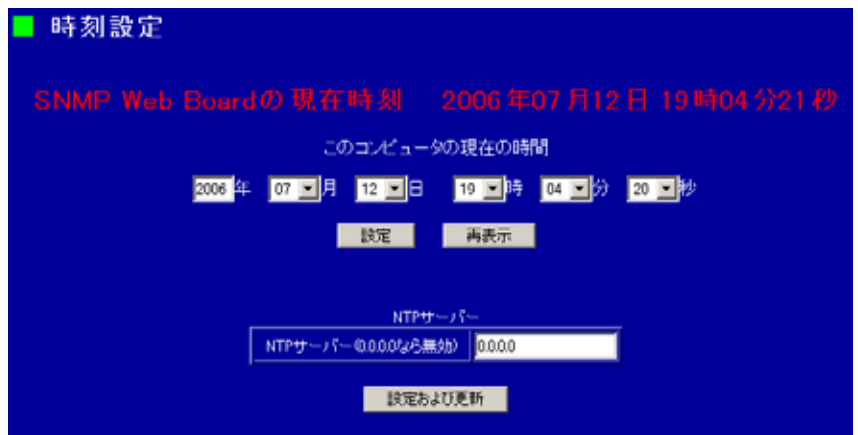 時刻設定
SNMP Web Boardの現在時刻 2006年07月12日 19時04分21秒
このコンピュータの現在の時間
2006年 07月 12日 19時 04分 20秒
設定 再表示
NTPサーバー
NTPサーバー(0.0.0.0なら無効) 0.0.0.0
設定および更新